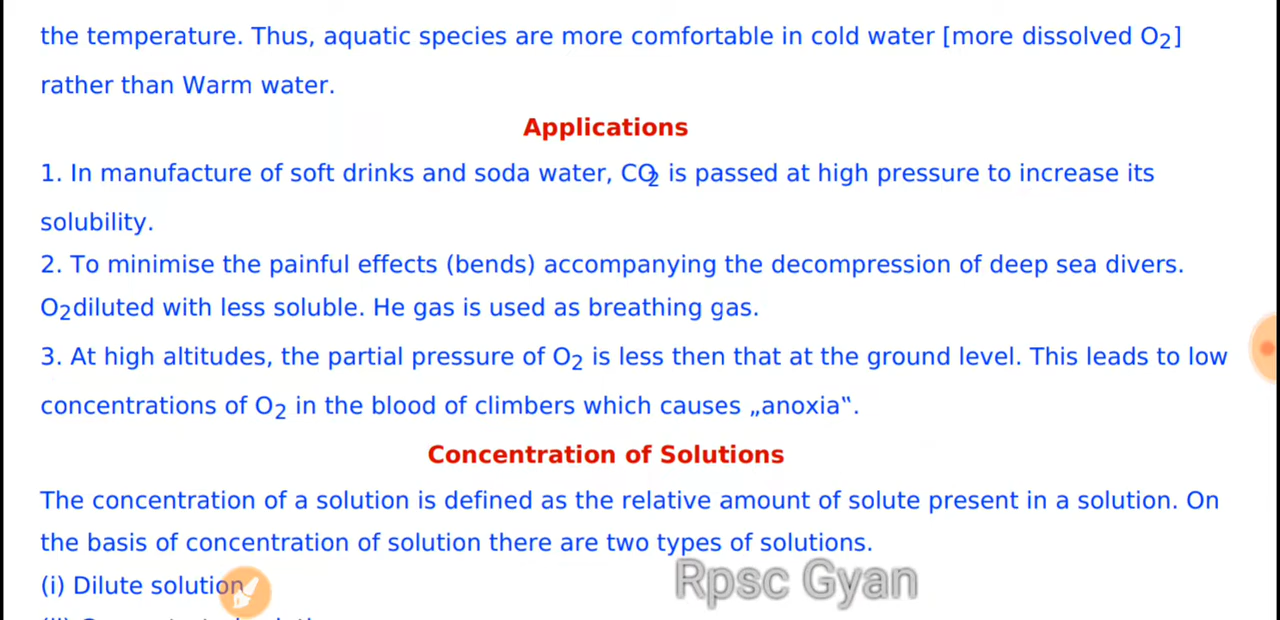 the temperature. Thus, aquatic species are more comfortable in cold water [more dissolved O2]
rather than Warm water.
Applications
1. In manufacture of soft drinks and soda water, CO2 is passed at high pressure to increase its
solubility.
2. To minimise the painful effects (bends) accompanying the decompression of deep sea divers.
O2diluted with less soluble. He gas is used as breathing gas.
3. At high altitudes, the partial pressure of O2 is less then that at the ground level. This leads to low
concentrations of O2 in the blood of climbers which causes „anoxia‟.
Concentration of Solutions
The concentration of a solution is defined as the relative amount of solute present in a solution. On
the basis of concentration of solution there are two types of solutions.
(i) Dilute solution
Rpsc Gyan